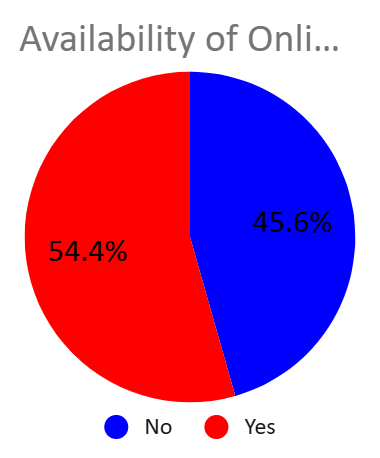 Availability of Onli...
45.6%
54.4%
No Yes